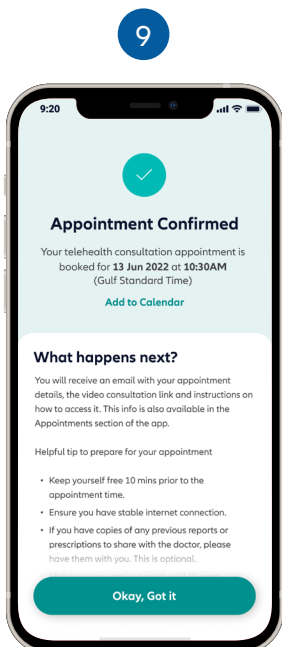 9
9:20
Appointment Confirmed
Your telehealth consultation appointment is
booked for 13 Jun 2022 at 10:30AM
(Gulf Standard Time)
Add to Calendar
What happens next?
You will receive an email with your appointment
details, the video consultation link and instructions on
how to access it. This info is also available in the
Appointments section of the app.
Helpful tip to prepare for your appointment
• Keep yourself free 10 mins prior to the
appointment time.
• Ensure you have stable internet connection.
• If you have copies of any previous reports or
prescriptions to share with the doctor, please
have them with you. This is optional.
Okay, Got it